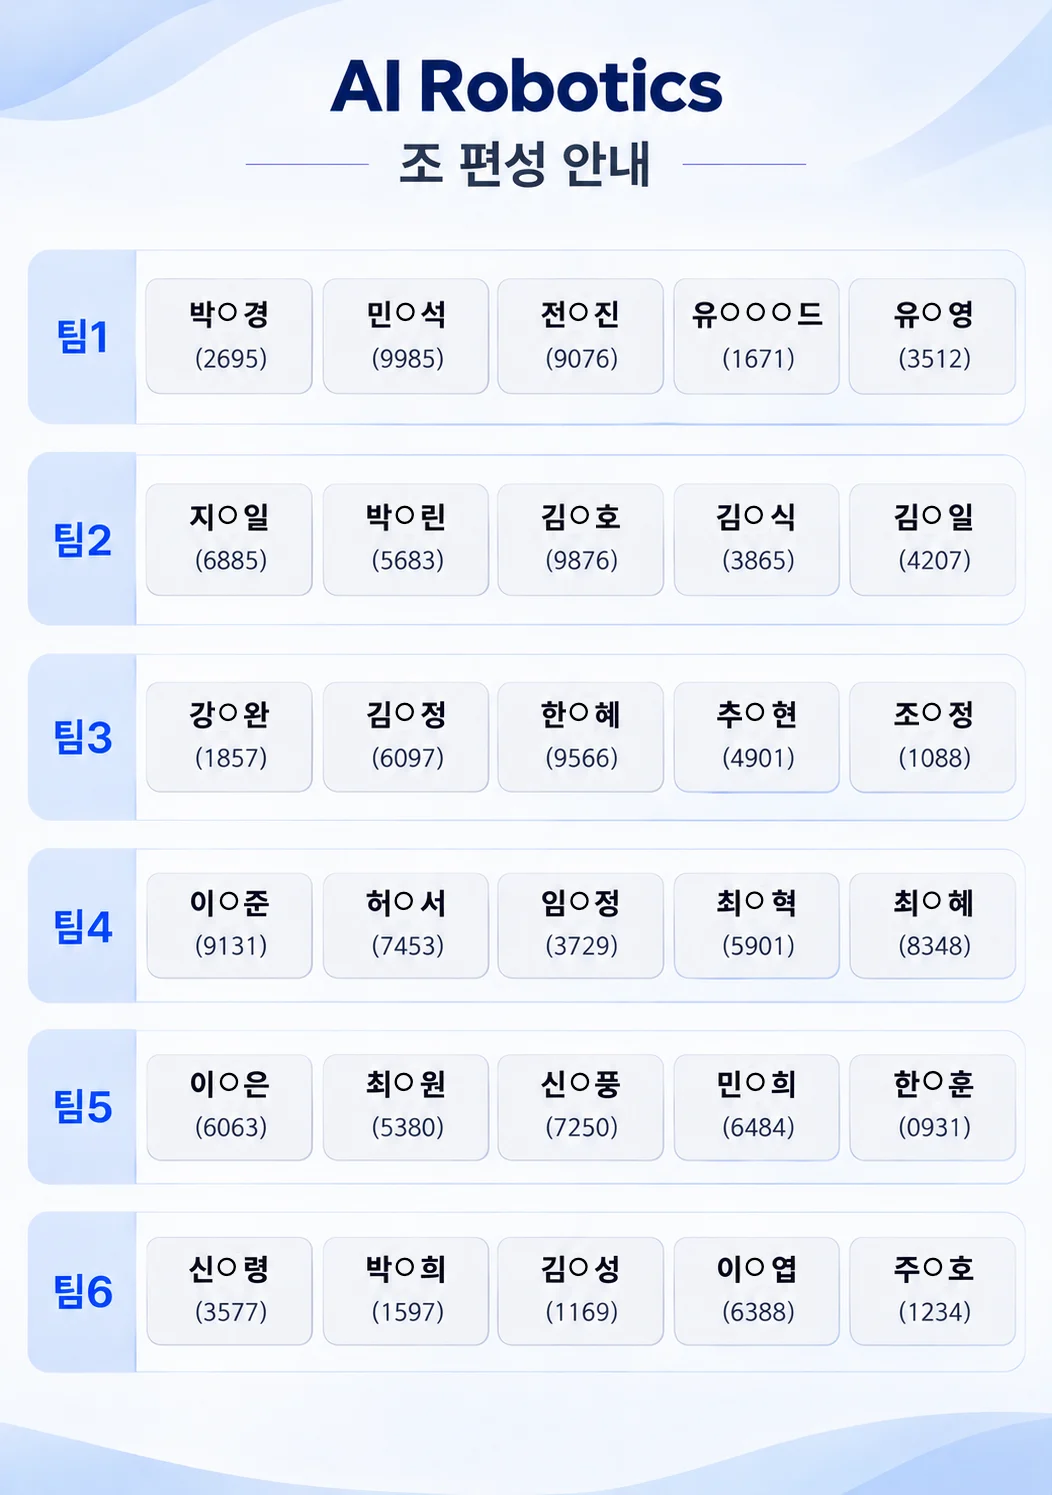 AI Robotics
조 편성 안내
팀1
박○경 민○석 전○진 유○○○드 유○영
(2695) (9985) (9076) (1671) (3512)
팀2
지○일 박○린 김○호 김○식 김○일
(6885) (5683) (9876) (3865) (4207)
팀3
강○완 김○정 한○혜 추○현 조○정
(1857) (6097) (9566) (4901) (1088)
팀4
이○준 허○서 임○정 최○혁 최○혜
(9131) (7453) (3729) (5901) (8348)
팀5
이○은 최○원 신○풍 민○희 한○훈
(6063) (5380) (7250) (6484) (0931)
팀6
신○령 박○희 김○성 이○엽 주○호
(3577) (1597) (1169) (6388) (1234)